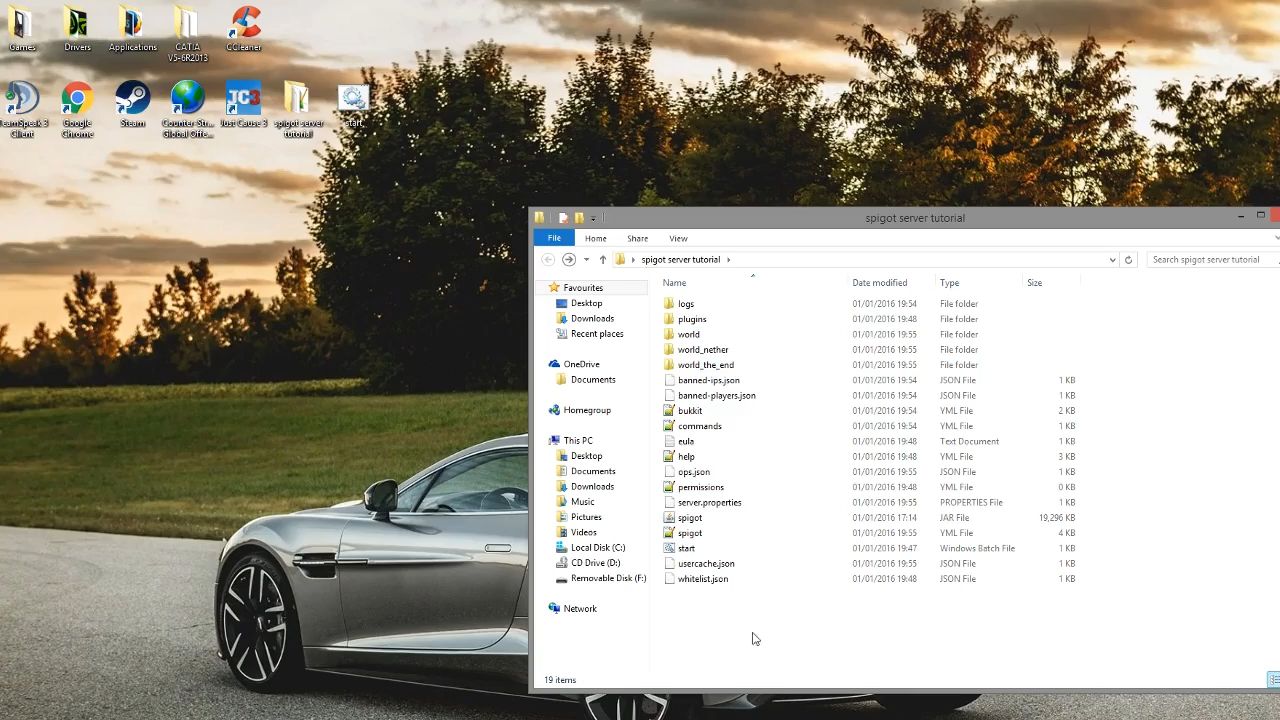 Games
Drivers
Applications
CATIA
V5-6R2013
CCleaner
TeamSpeak 3
Client
Google
Chrome
Steam
Counter-Str...
Global Offe...
JC3
Just Cause 3
spigot server
tutorial
start
spigot server tutorial
File
Home
Share
View
spigot server tutorial
Search spigot server tutorial
Name
Date modified
Type
Size
Favourites
Desktop
Downloads
Recent places
OneDrive
Documents
Homegroup
This PC
Desktop
Documents
Downloads
Music
Pictures
Videos
Local Disk (C:)
CD Drive (D:)
Removable Disk (F:)
Network
logs 01/01/2016 19:54 File folder
plugins 01/01/2016 19:48 File folder
world 01/01/2016 19:55 File folder
world_nether 01/01/2016 19:55 File folder
world_the_end 01/01/2016 19:55 File folder
banned-ips.json 01/01/2016 19:54 JSON File 1 KB
banned-players.json 01/01/2016 19:54 JSON File 1 KB
bukkit 01/01/2016 19:54 YML File 2 KB
commands 01/01/2016 19:54 YML File 1 KB
eula 01/01/2016 19:48 Text Document 1 KB
help 01/01/2016 19:48 YML File 3 KB
ops.json 01/01/2016 19:55 JSON File 1 KB
permissions 01/01/2016 19:48 YML File 0 KB
server.properties 01/01/2016 19:55 PROPERTIES File 1 KB
spigot 01/01/2016 17:14 JAR File 19,296 KB
spigot 01/01/2016 19:55 YML File 4 KB
start 01/01/2016 19:47 Windows Batch File 1 KB
usercache.json 01/01/2016 19:55 JSON File 1 KB
whitelist.json 01/01/2016 19:48 JSON File 1 KB
19 items